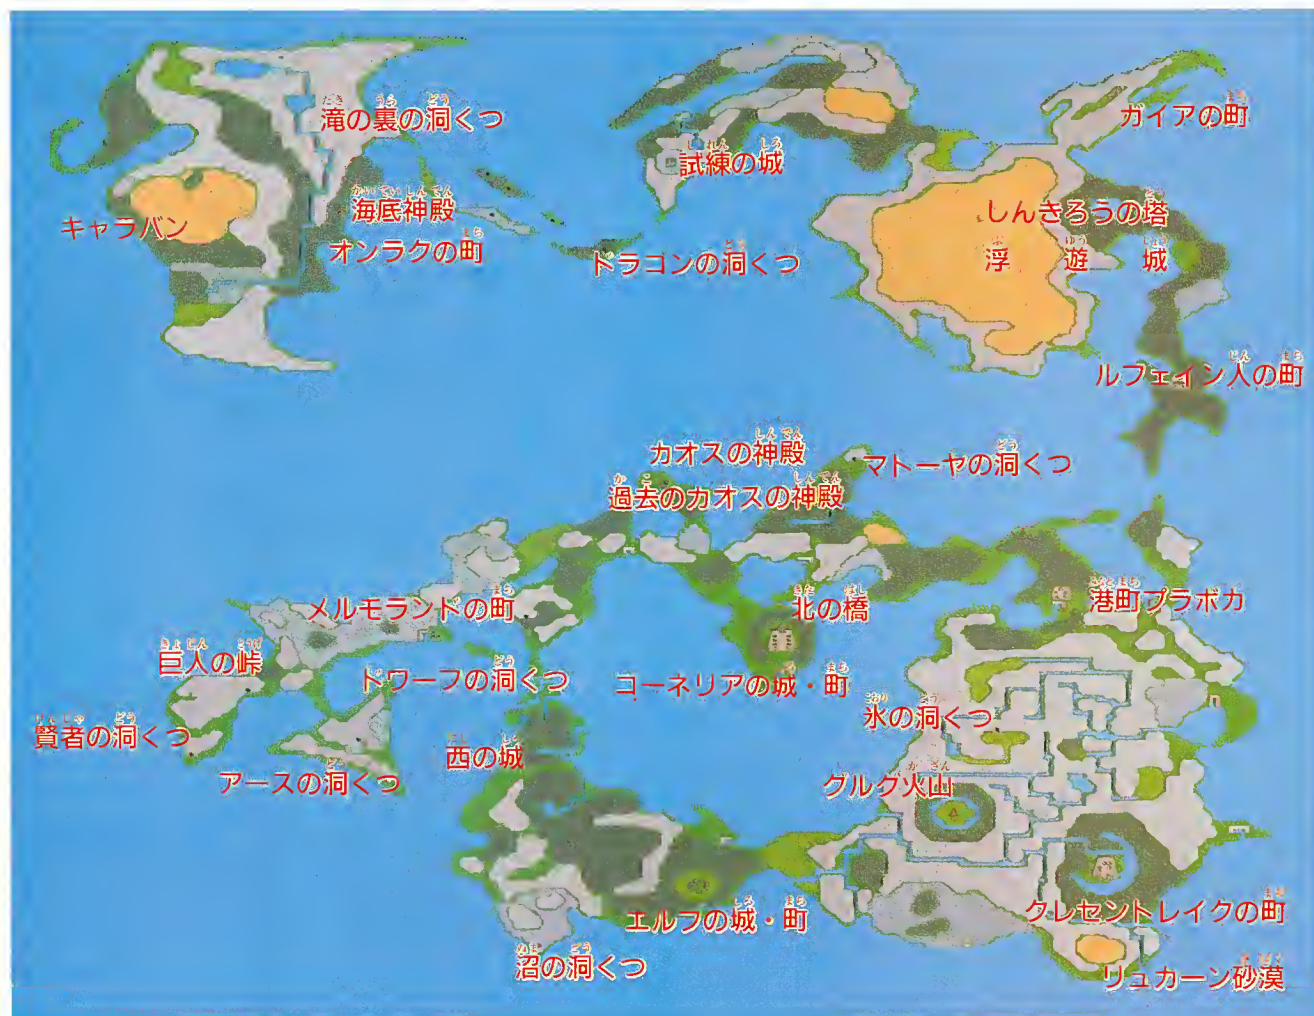 滝の裏の洞くつ
ガイアの町
試練の城
海底神殿
しんきろうの塔
キャラバン
オンラクの町
ドラゴンの洞くつ
浮遊城
ルフェイン人の町
カオスの神殿
マトーヤの洞くつ
過去のカオスの神殿
メルモランドの町
北の橋
港町プラボカ
巨人の峠
ドワーフの洞くつ
コーネリアの城・町
氷の洞くつ
賢者の洞くつ
西の城
アースの洞くつ
グルグ火山
エルフの城・町
クレセントレイクの町
沼の洞くつ
リュカーン砂漠